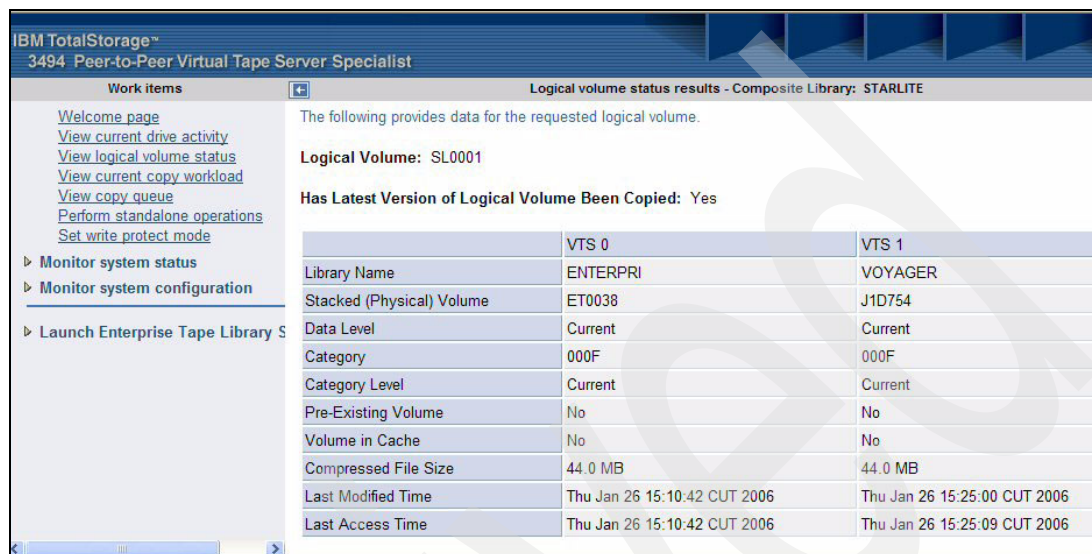 IBM TotalStorage™
3494 Peer-to-Peer Virtual Tape Server Specialist
Work items
Logical volume status results - Composite Library: STARLITE
Welcome page
View current drive activity
View logical volume status
View current copy workload
View copy queue
Perform standalone operations
Set write protect mode
Monitor system status
Monitor system configuration
Launch Enterprise Tape Library S
The following provides data for the requested logical volume.
Logical Volume: SL0001
Has Latest Version of Logical Volume Been Copied: Yes
VTS 0 VTS 1
Library Name ENTERPRI VOYAGER
Stacked (Physical) Volume ET0038 J1D754
Data Level Current Current
Category 000F 000F
Category Level Current Current
Pre-Existing Volume No No
Volume in Cache No No
Compressed File Size 44.0 MB 44.0 MB
Last Modified Time Thu Jan 26 15:10:42 CUT 2006 Thu Jan 26 15:25:00 CUT 2006
Last Access Time Thu Jan 26 15:10:42 CUT 2006 Thu Jan 26 15:25:09 CUT 2006